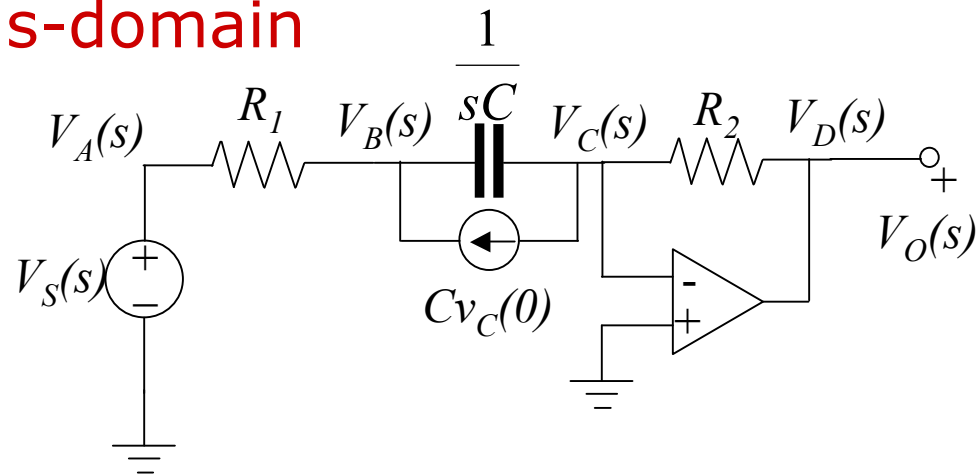 s-domain
1
sC
R_1
R_2
V_A(s)
V_B(s)
V_C(s)
V_D(s)
+
V_S(s)
−
Cv_C(0)
-
+
+
V_O(s)